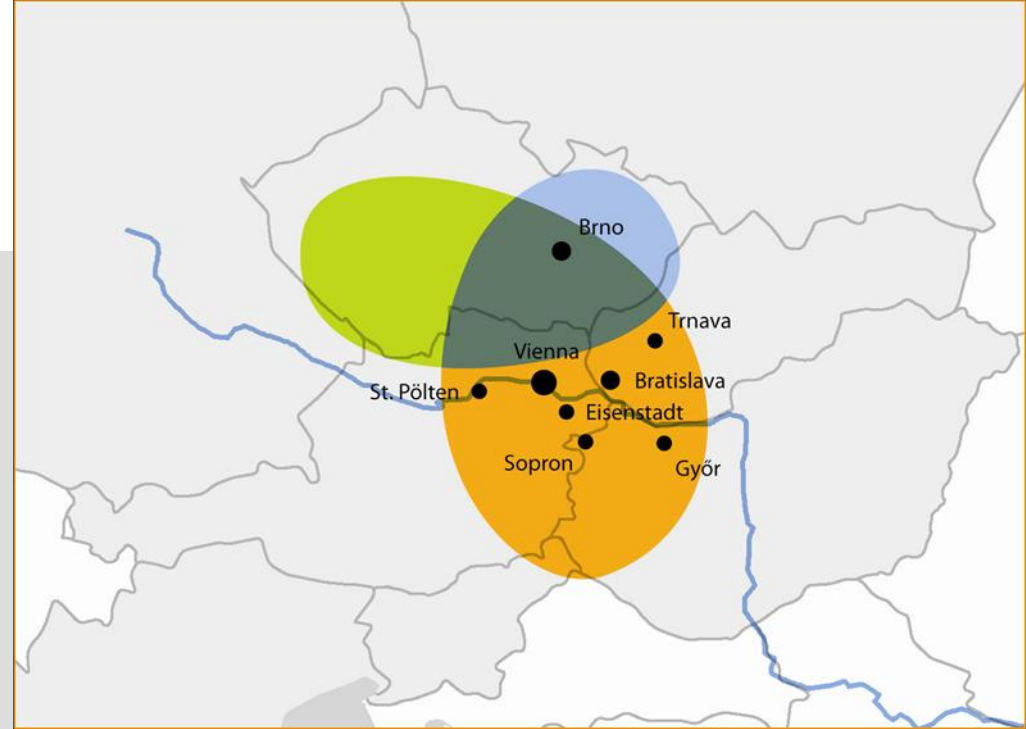 Brno
Trnava
Vienna
Bratislava
St. Pölten
Eisenstadt
Sopron
Győr